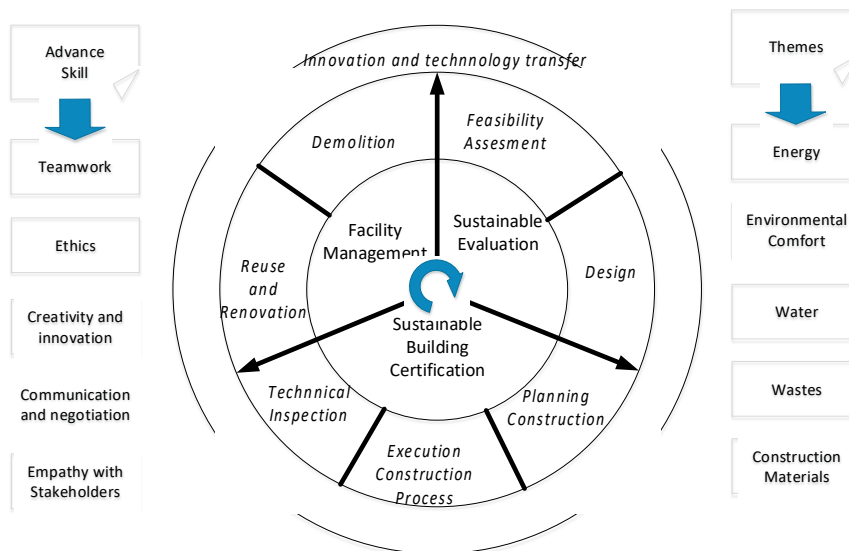 Advance
Skill
Teamwork
Ethics
Creativity and
innovation
Communication
and negotiation
Empathy with
Stakeholders
Innovation and technnology transfer
Demolition
Feasibility
Assesment
Facility
Management
Sustainable
Evaluation
Reuse
and
Renovation
Design
Sustainable
Building
Certification
Technnical
Inspection
Planning
Construction
Execution
Construction
Process
Themes
Energy
Environmental
Comfort
Water
Wastes
Construction
Materials